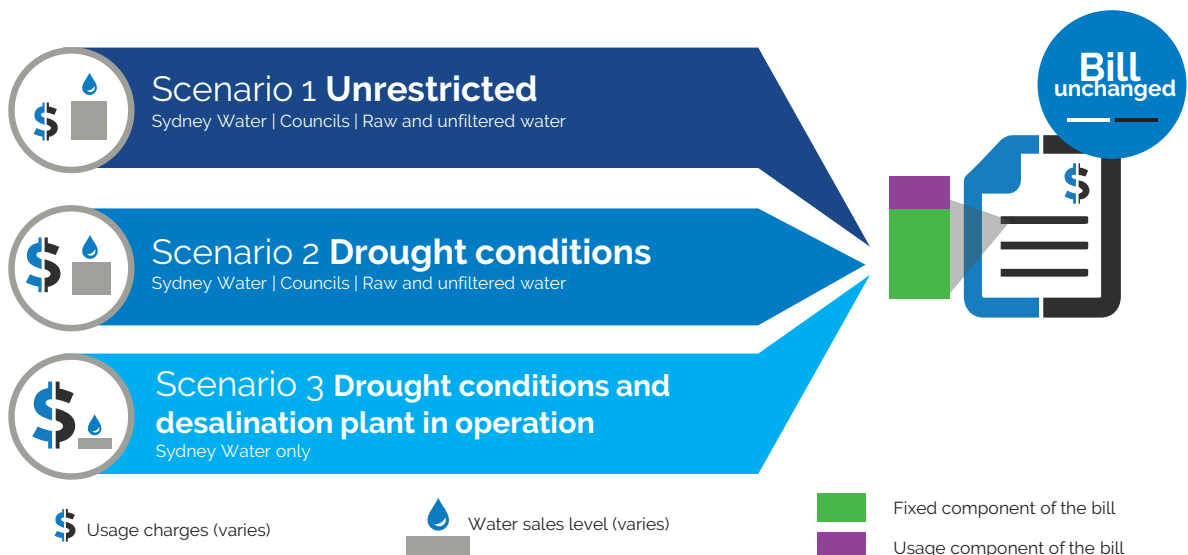 Bill
unchanged
Scenario 1 Unrestricted
Sydney Water | Councils | Raw and unfiltered water
$
$
Scenario 2 Drought conditions
Sydney Water | Councils | Raw and unfiltered water
$
Scenario 3 Drought conditions and
desalination plant in operation
Sydney Water only
$
$ Usage charges (varies)
Water sales level (varies)
Fixed component of the bill
Usage component of the bill